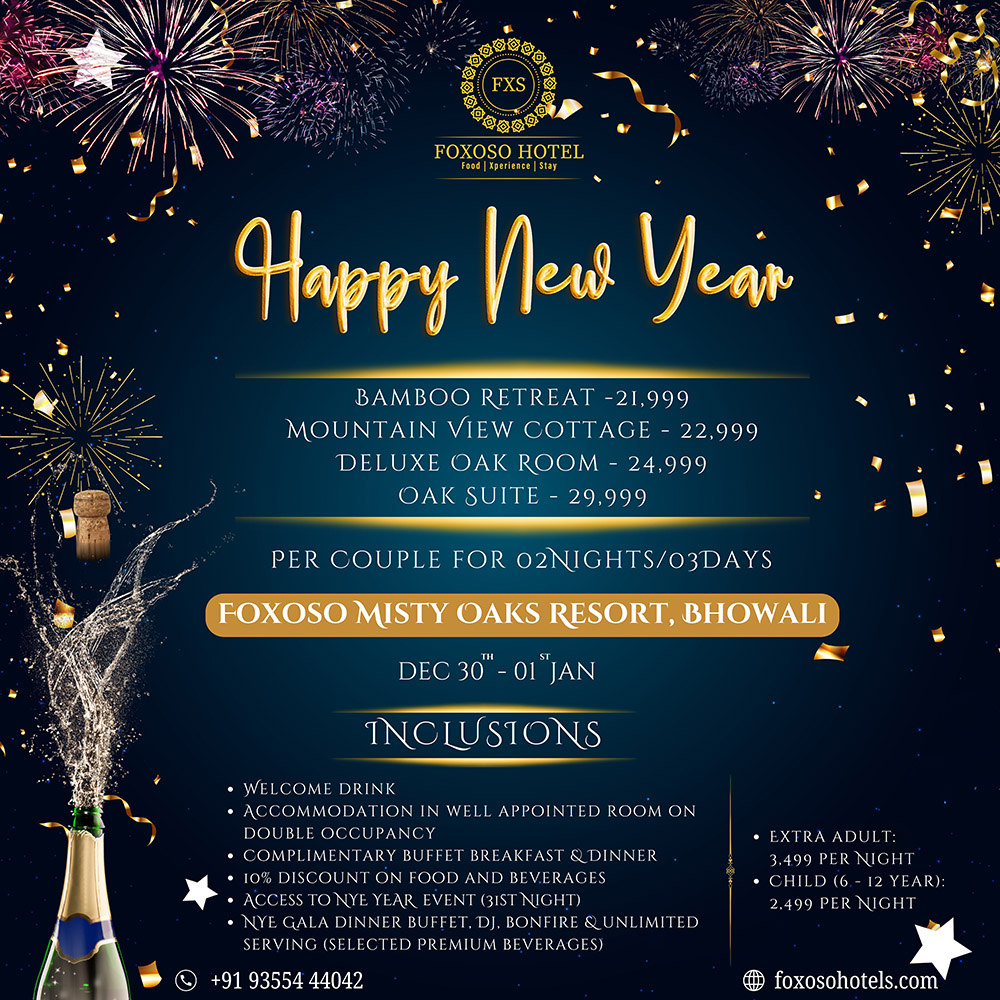 FXS
FOXOSO HOTEL
Food | Xperience | Stay
Happy New Year
BAMBOO RETREAT -21,999
MOUNTAIN VIEW COTTAGE - 22,999
DELUXE OAK ROOM - 24,999
OAK SUITE - 29,999
PER COUPLE FOR 02NIGHTS/03DAYS
FOXOSO MISTY OAKS RESORT, BHOWALI
DEC 30TH - 01ST JAN
INCLUSIONS
• WELCOME DRINK
• ACCOMMODATION IN WELL APPOINTED ROOM ON
DOUBLE OCCUPANCY
• COMPLIMENTARY BUFFET BREAKFAST & DINNER
• 10% DISCOUNT ON FOOD AND BEVERAGES
• ACCESS TO NYE YEAR EVENT (31ST NIGHT)
• NYE GALA DINNER BUFFET, DJ, BONFIRE & UNLIMITED
SERVING (SELECTED PREMIUM BEVERAGES)
• EXTRA ADULT:
3,499 PER NIGHT
• CHILD (6 - 12 YEAR):
2,499 PER NIGHT
+91 93554 44042
foxosohotels.com